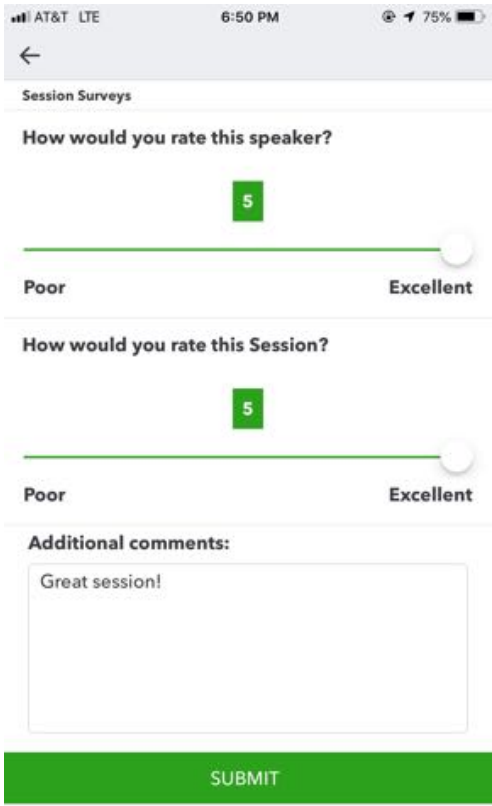 AT&T LTE 6:50 PM 75%
Session Surveys
How would you rate this speaker?
5
Poor Excellent
How would you rate this Session?
5
Poor Excellent
Additional comments:
Great session!
SUBMIT